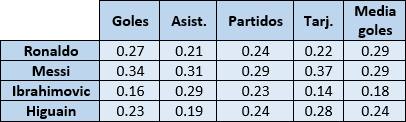 Goles Asist. Partidos Tarj. Media goles
Ronaldo 0.27 0.21 0.24 0.22 0.29
Messi 0.34 0.31 0.29 0.37 0.29
Ibrahimovic 0.16 0.29 0.23 0.14 0.18
Higuain 0.23 0.19 0.24 0.28 0.24